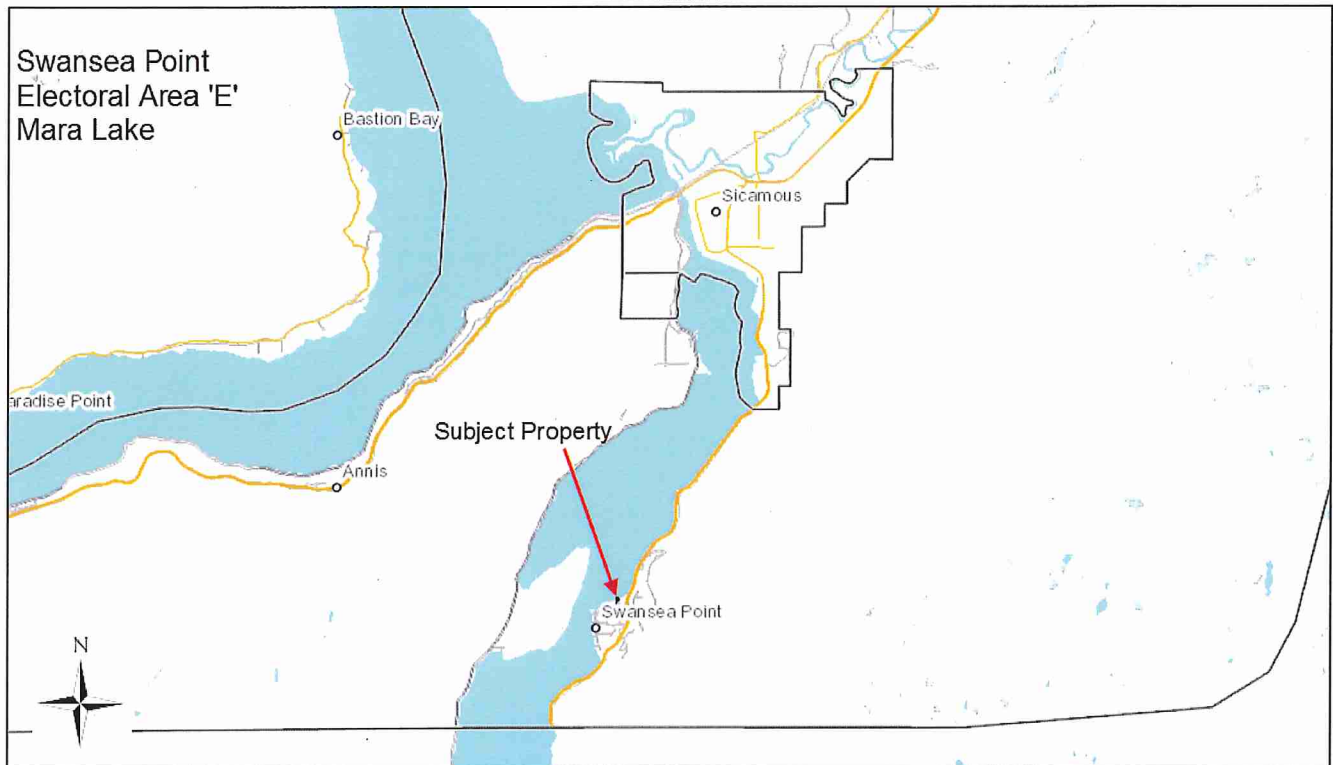 Swansea Point
Electoral Area 'E'
Mara Lake
Bastion Bay
Sicamous
aradise Point
Subject Property
Annis
Swansea Point
N